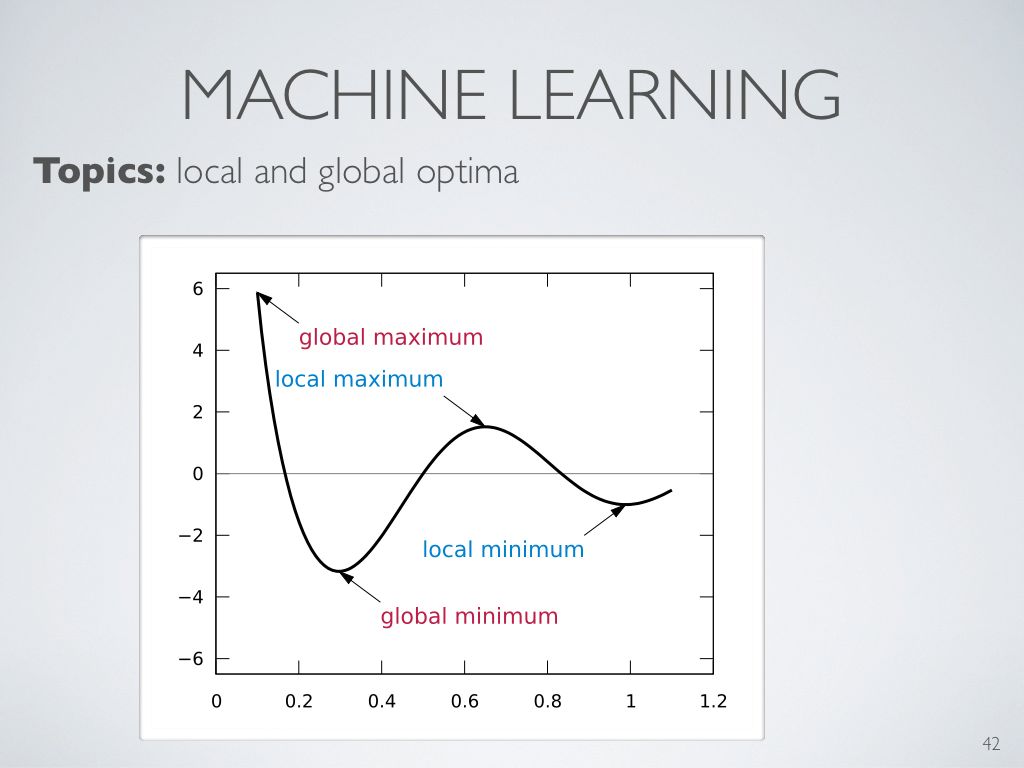 MACHINE LEARNING
Topics: local and global optima
6
global maximum
4
local maximum
2
0
−2
local minimum
−4
global minimum
−6
0 0.2 0.4 0.6 0.8 1 1.2
42